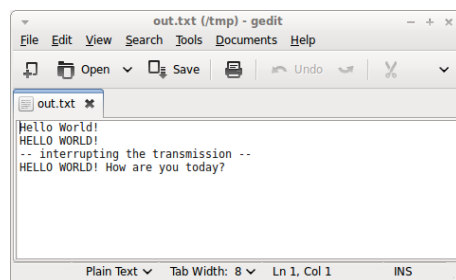 out.txt (/tmp) - gedit
File Edit View Search Tools Documents Help
Open Save Undo
out.txt
Hello World!
HELLO WORLD!
-- interrupting the transmission --
HELLO WORLD! How are you today?
Plain Text Tab Width: 8 Ln 1, Col 1 INS